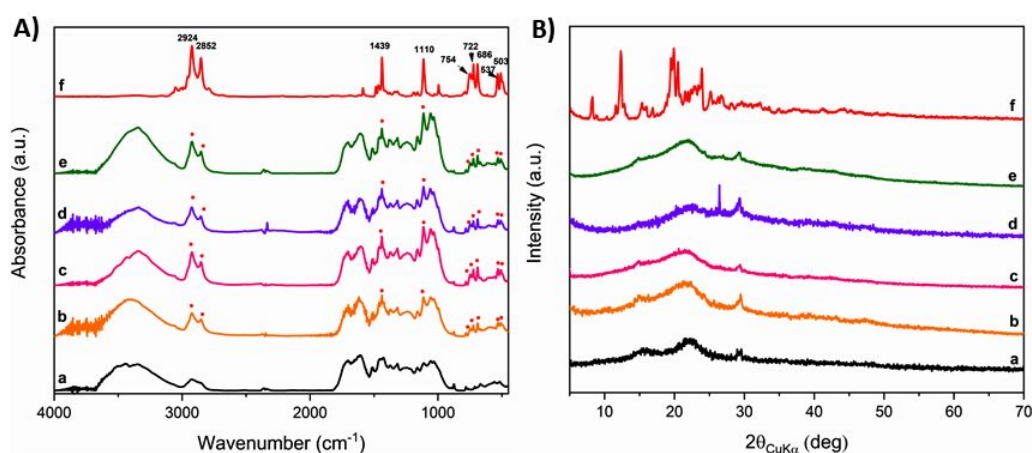 A)
2924
2852
1439
1110
722
754
686
537
503
f
e
d
c
b
a
Absorbance (a.u.)
4000
3000
2000
1000
Wavenumber (cm⁻¹)
B)
f
e
d
c
b
a
Intensity (a.u.)
10
20
30
40
50
60
70
2θCuKα (deg)